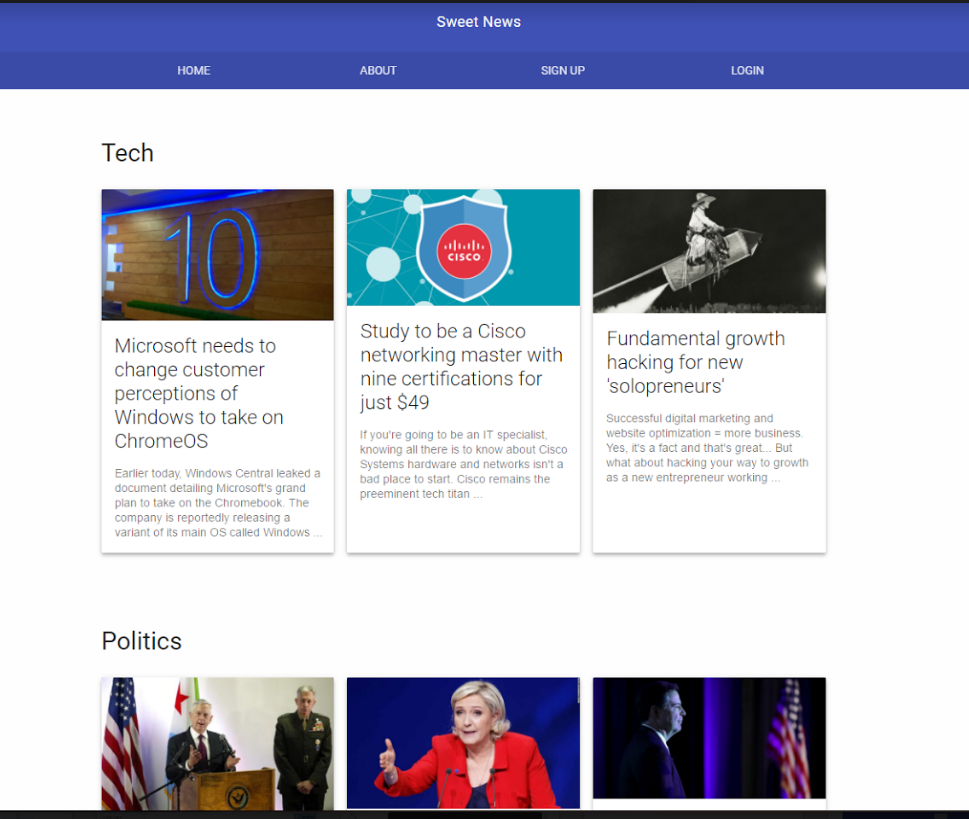 Sweet News
HOME ABOUT SIGN UP LOGIN
Tech
10
CISCO
Microsoft needs to
change customer
perceptions of
Windows to take on
ChromeOS
Earlier today, Windows Central leaked a
document detailing Microsoft's grand
plan to take on the Chromebook. The
company is reportedly releasing a
variant of its main OS called Windows ...
Study to be a Cisco
networking master with
nine certifications for
just $49
If you're going to be an IT specialist,
knowing all there is to know about Cisco
Systems hardware and networks isn't a
bad place to start. Cisco remains the
preeminent tech titan ...
Fundamental growth
hacking for new
'solopreneurs'
Successful digital marketing and
website optimization = more business.
Yes, it's a fact and that's great... But
what about hacking your way to growth
as a new entrepreneur working ...
Politics